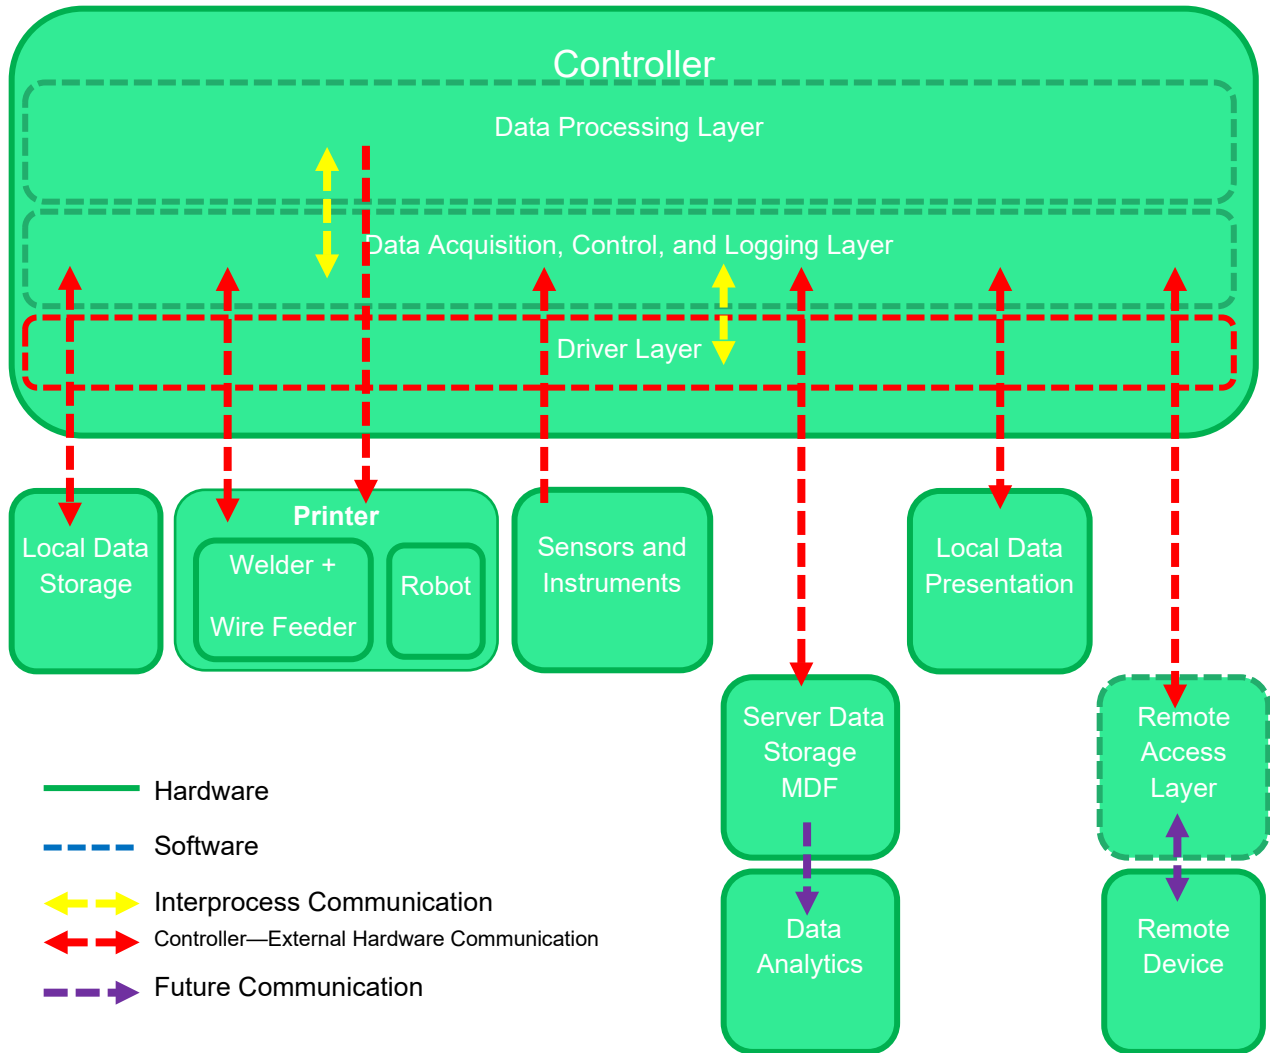 Controller
Data Processing Layer
Data Acquisition, Control, and Logging Layer
Driver Layer
Local Data
Storage
Printer
Welder +
Wire Feeder
Robot
Sensors and
Instruments
Local Data
Presentation
Server Data
Storage
MDF
Remote
Access
Layer
Data
Analytics
Remote
Device
Hardware
Software
Interprocess Communication
Controller—External Hardware Communication
Future Communication